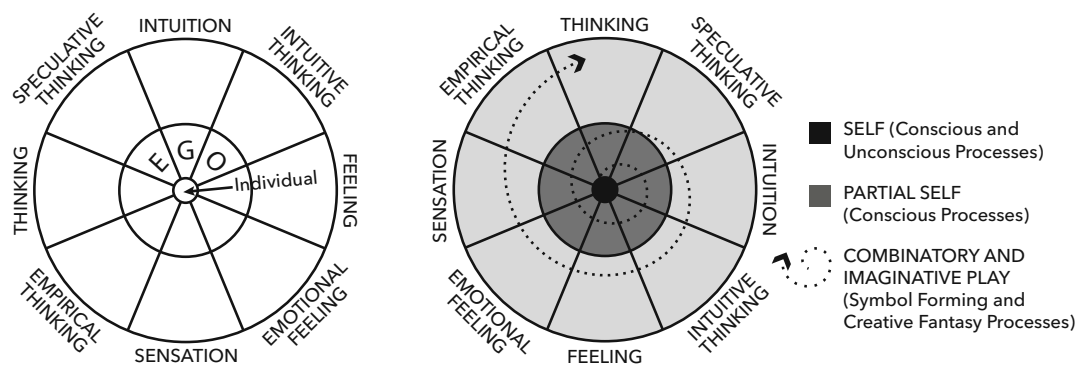 INTUITION
SPECULATIVE
THINKING
INTUITIVE
THINKING
THINKING
EGO
Individual
FEELING
EMPIRICAL
THINKING
EMOTIONAL
FEELING
SENSATION
THINKING
EMPIRICAL
THINKING
SPECULATIVE
THINKING
SENSATION
INTUITION
EMOTIONAL
FEELING
INTUITIVE
THINKING
FEELING
SELF (Conscious and
Unconscious Processes)
PARTIAL SELF
(Conscious Processes)
COMBINATORY AND
IMAGINATIVE PLAY
(Symbol Forming and
Creative Fantasy Processes)